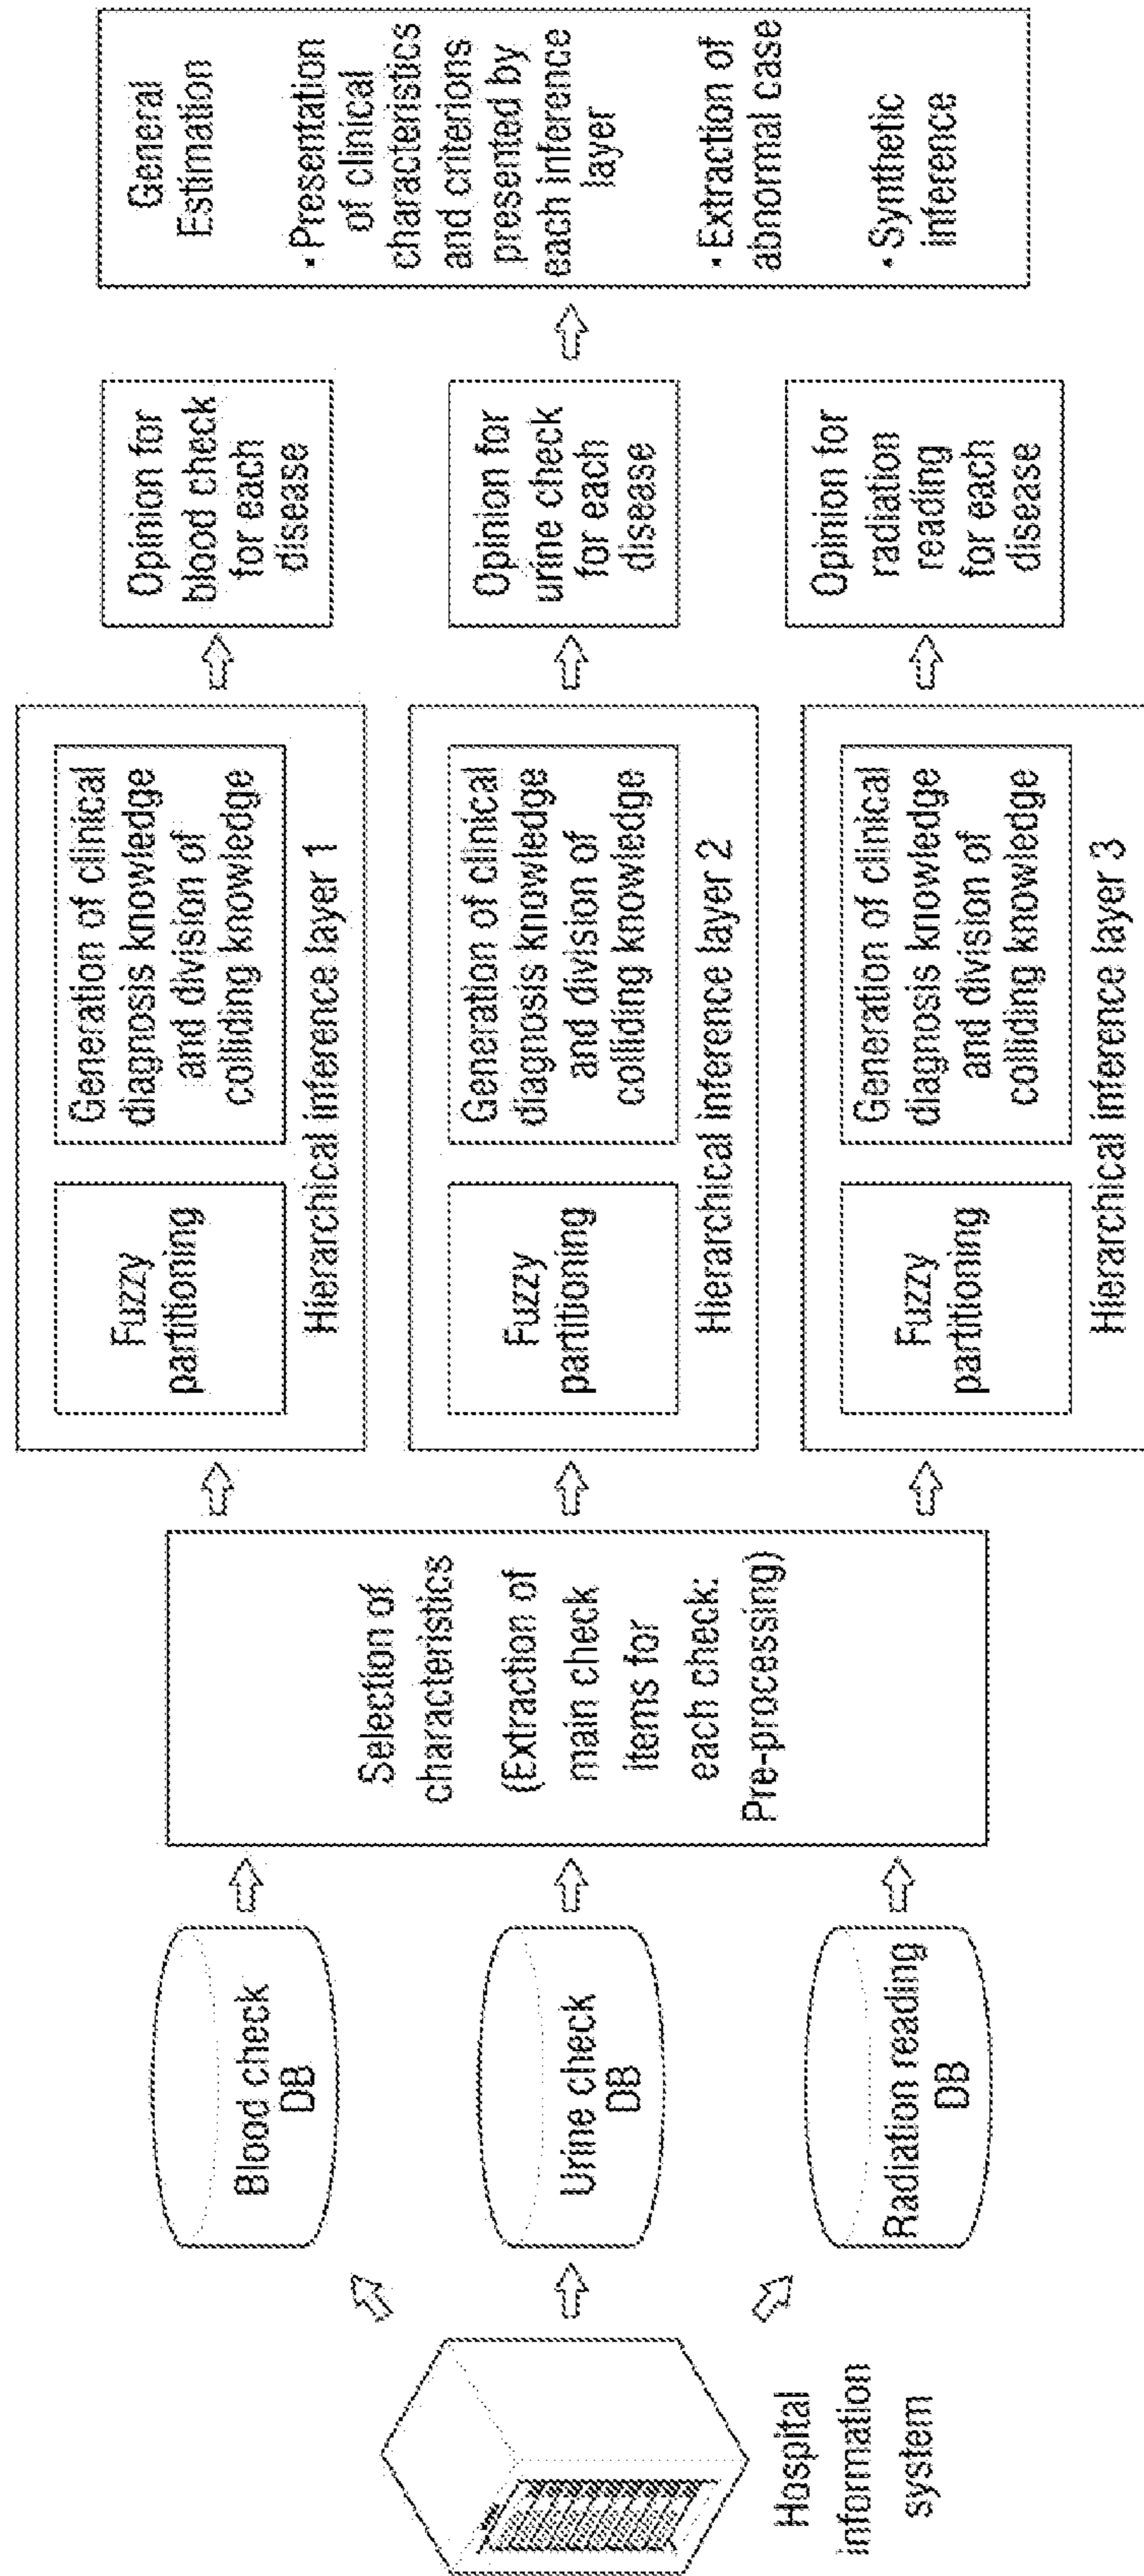 Hospital
information
system
Blood check
DB
Urine check
DB
Radiation reading
DB
Selection of
characteristics
(Extraction of
main check
items for
each check:
Pre-processing)
Fuzzy
partitioning
Generation of clinical
diagnosis knowledge
and division of
colliding knowledge
Hierarchical inference layer 1
Fuzzy
partitioning
Generation of clinical
diagnosis knowledge
and division of
colliding knowledge
Hierarchical inference layer 2
Fuzzy
partitioning
Generation of clinical
diagnosis knowledge
and division of
colliding knowledge
Hierarchical inference layer 3
Opinion for
blood check
for each
disease
Opinion for
urine check
for each
disease
Opinion for
radiation
reading
for each
disease
General
Estimation
• Presentation
of clinical
characteristics
and criterions
presented by
each inference
layer
• Extraction of
abnormal case
• Synthetic
inference